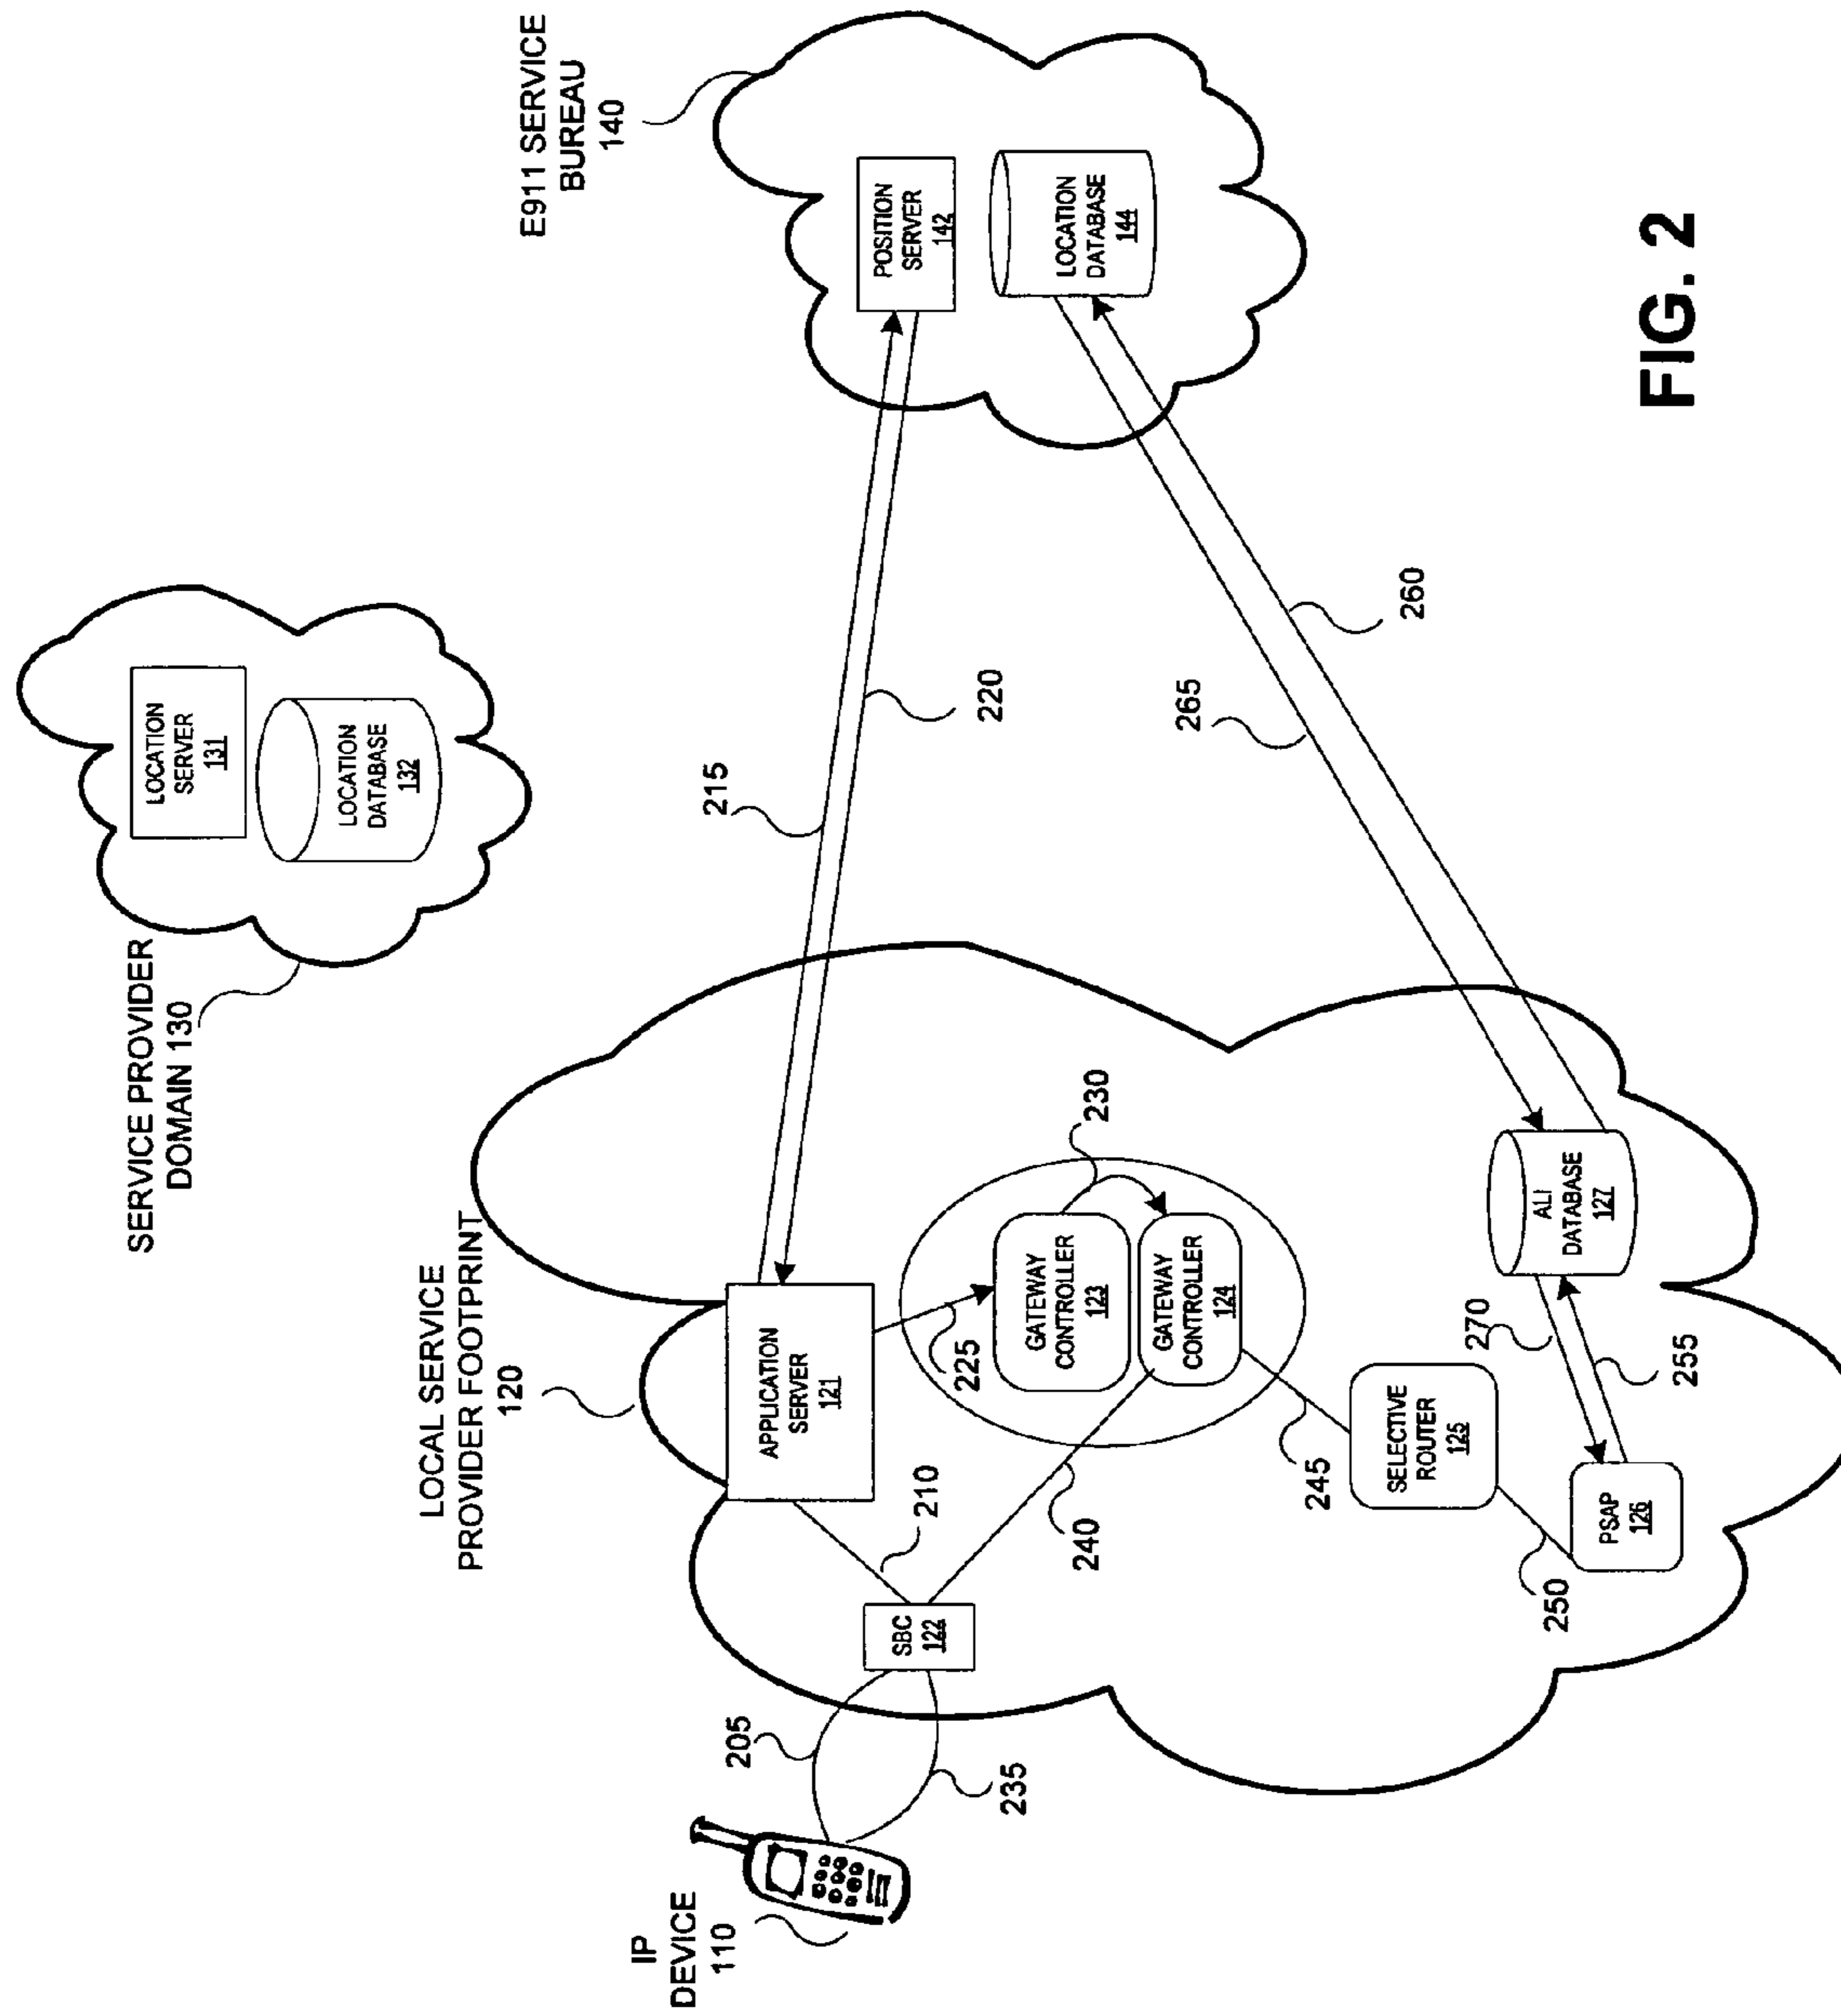 SERVICE PROVIDER
DOMAIN 130
LOCATION
SERVER
131
LOCATION
DATABASE
132
E911 SERVICE
BUREAU
140
POSITION
SERVER
142
LOCATION
DATABASE
144
LOCAL SERVICE
PROVIDER FOOTPRINT
120
APPLICATION
SERVER
121
215
220
IP
DEVICE
110
205
235
SBC
122
210
225
GATEWAY
CONTROLLER
123
230
GATEWAY
CONTROLLER
124
240
245
SELECTIVE
ROUTER
125
250
PSAP
126
270
255
ALI
DATABASE
127
265
260
FIG. 2